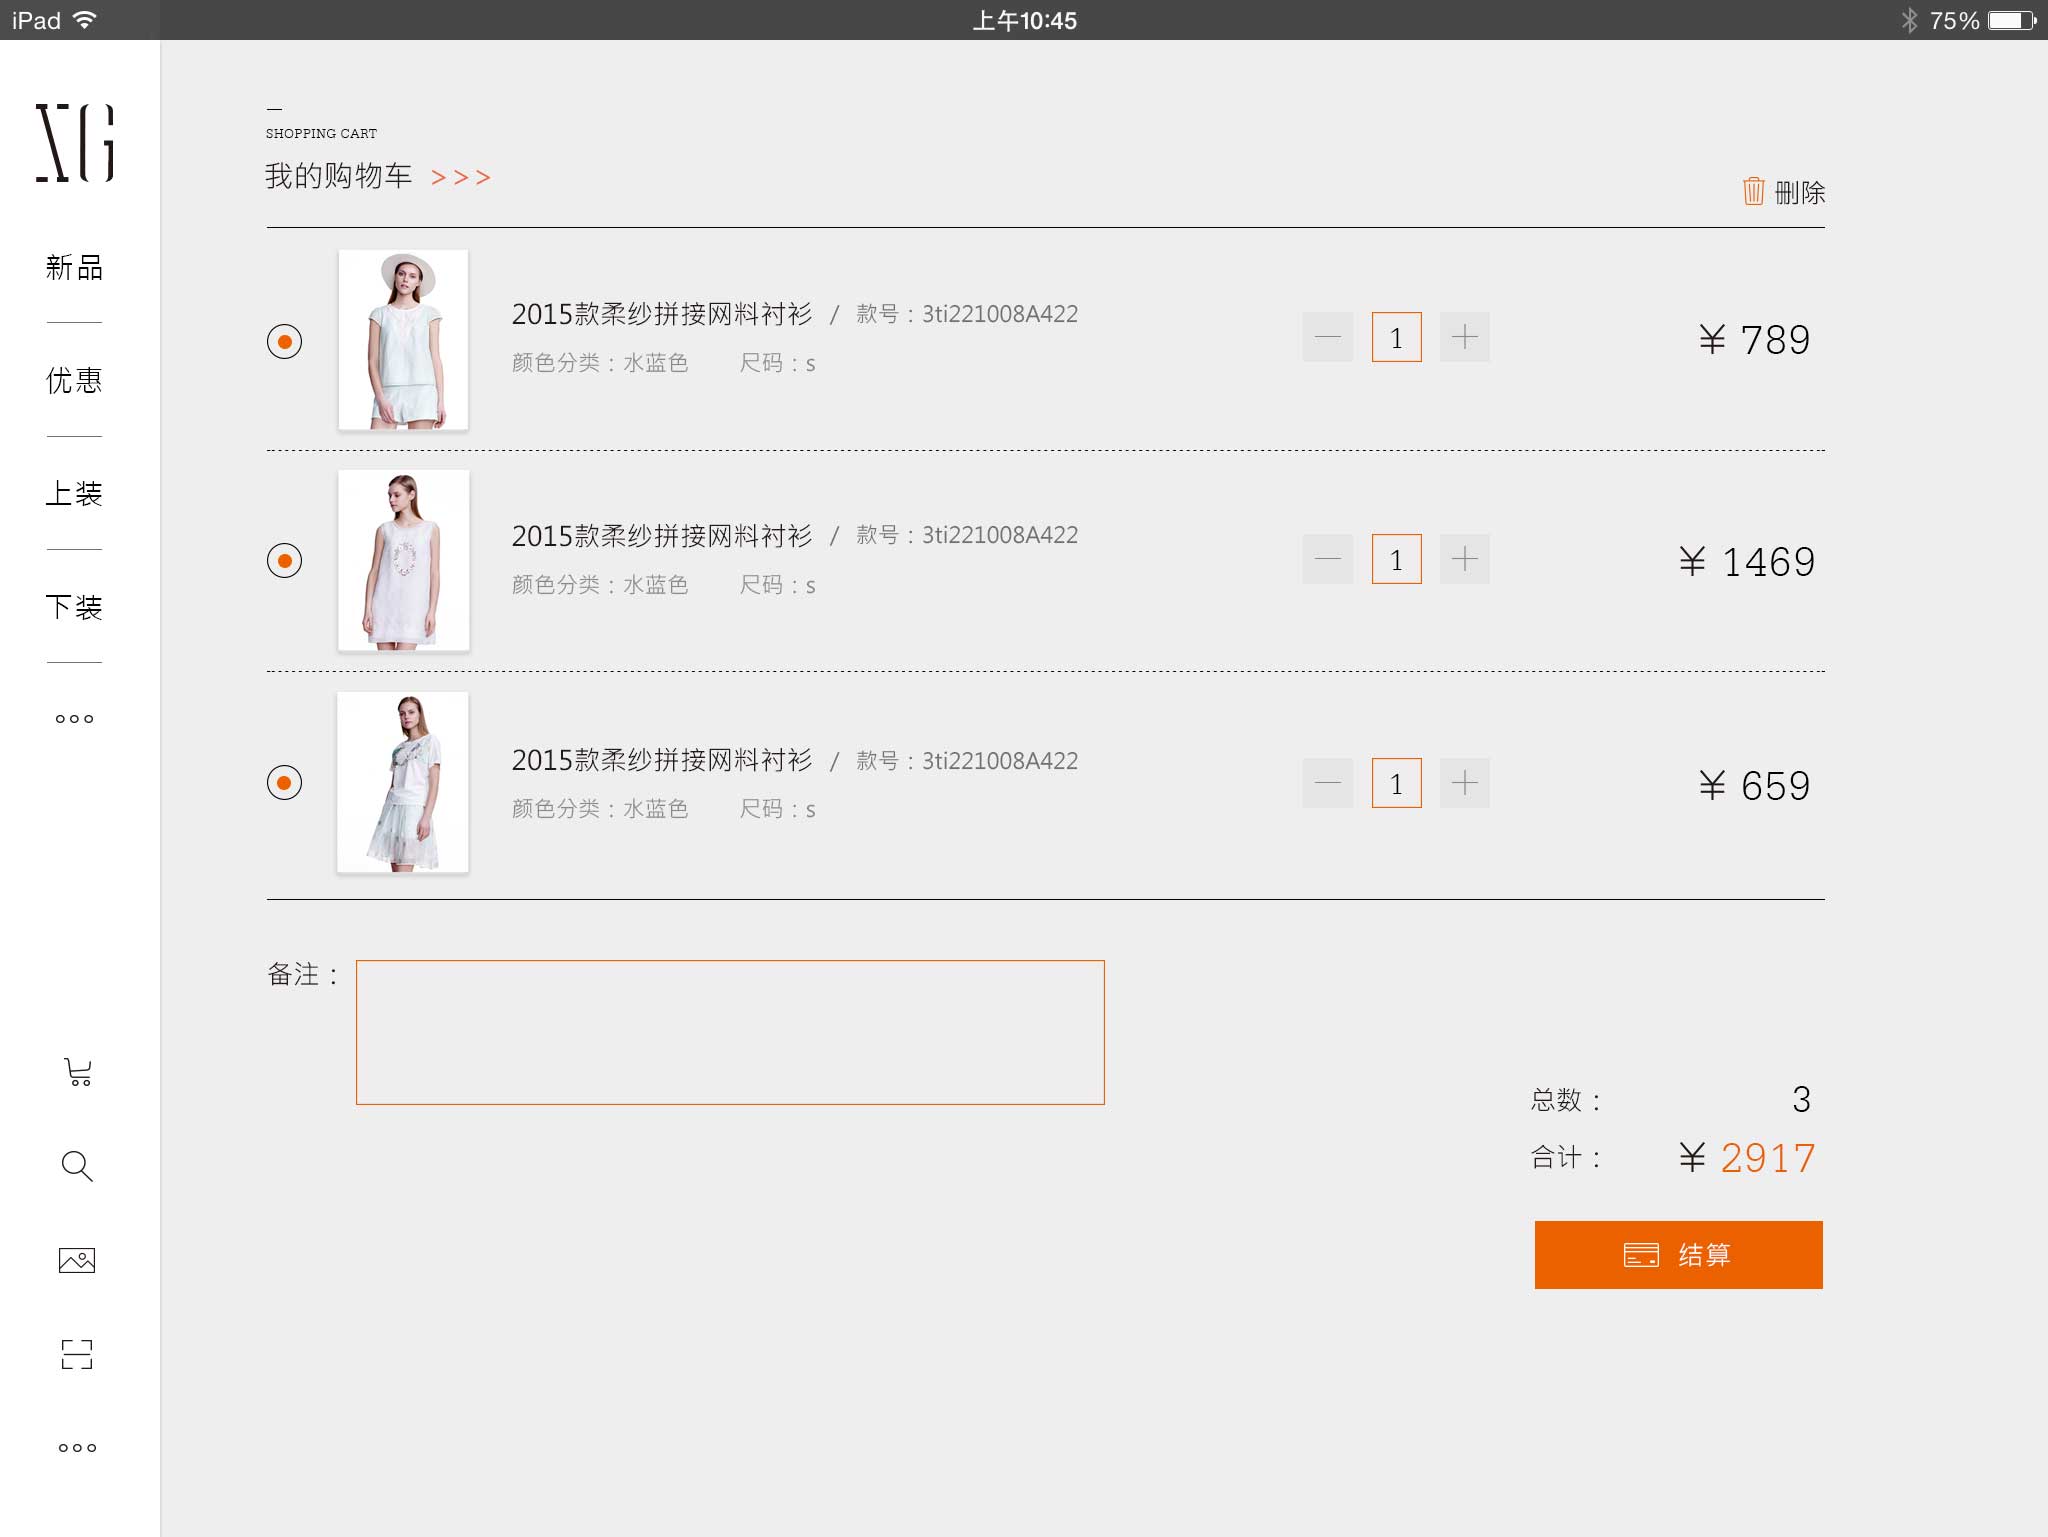 iPad 上午10:45 75%
XG
SHOPPING CART
我的购物车 >>>
删除
新品
优惠
上装
下装
2015款柔纱拼接网料衬衫 / 款号：3ti221008A422
颜色分类：水蓝色 尺码：s
1
¥ 789
2015款柔纱拼接网料衬衫 / 款号：3ti221008A422
颜色分类：水蓝色 尺码：s
1
¥ 1469
2015款柔纱拼接网料衬衫 / 款号：3ti221008A422
颜色分类：水蓝色 尺码：s
1
¥ 659
备注：
总数： 3
合计： ¥ 2917
结算